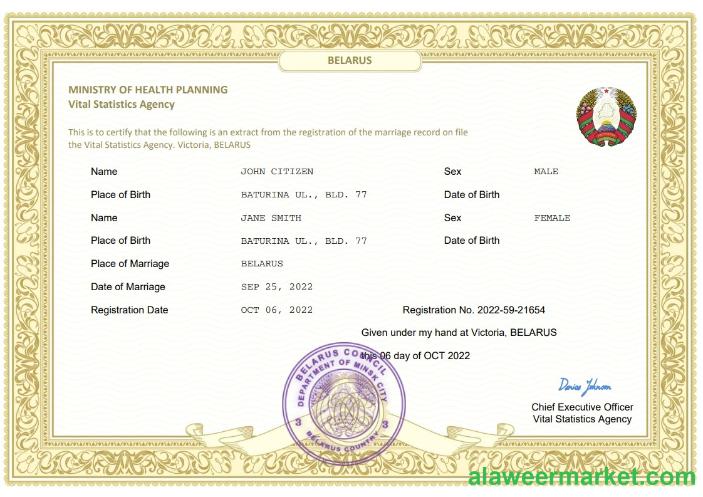 BELARUS
MINISTRY OF HEALTH PLANNING
Vital Statistics Agency
This is to certify that the following is an extract from the registration of the marriage record on file
the Vital Statistics Agency. Victoria, BELARUS
Name JOHN CITIZEN Sex MALE
Place of Birth BATURINA UL., BLD. 77 Date of Birth
Name JANE SMITH Sex FEMALE
Place of Birth BATURINA UL., BLD. 77 Date of Birth
Place of Marriage BELARUS
Date of Marriage SEP 25, 2022
Registration Date OCT 06, 2022 Registration No. 2022-59-21654
Given under my hand at Victoria, BELARUS
this 06 day of OCT 2022
BELARUS COUNCIL
DEPARTMENT OF MINSK CITY
3 3
BELARUS COUNTRY
Chief Executive Officer
Vital Statistics Agency
alaweermarket.com